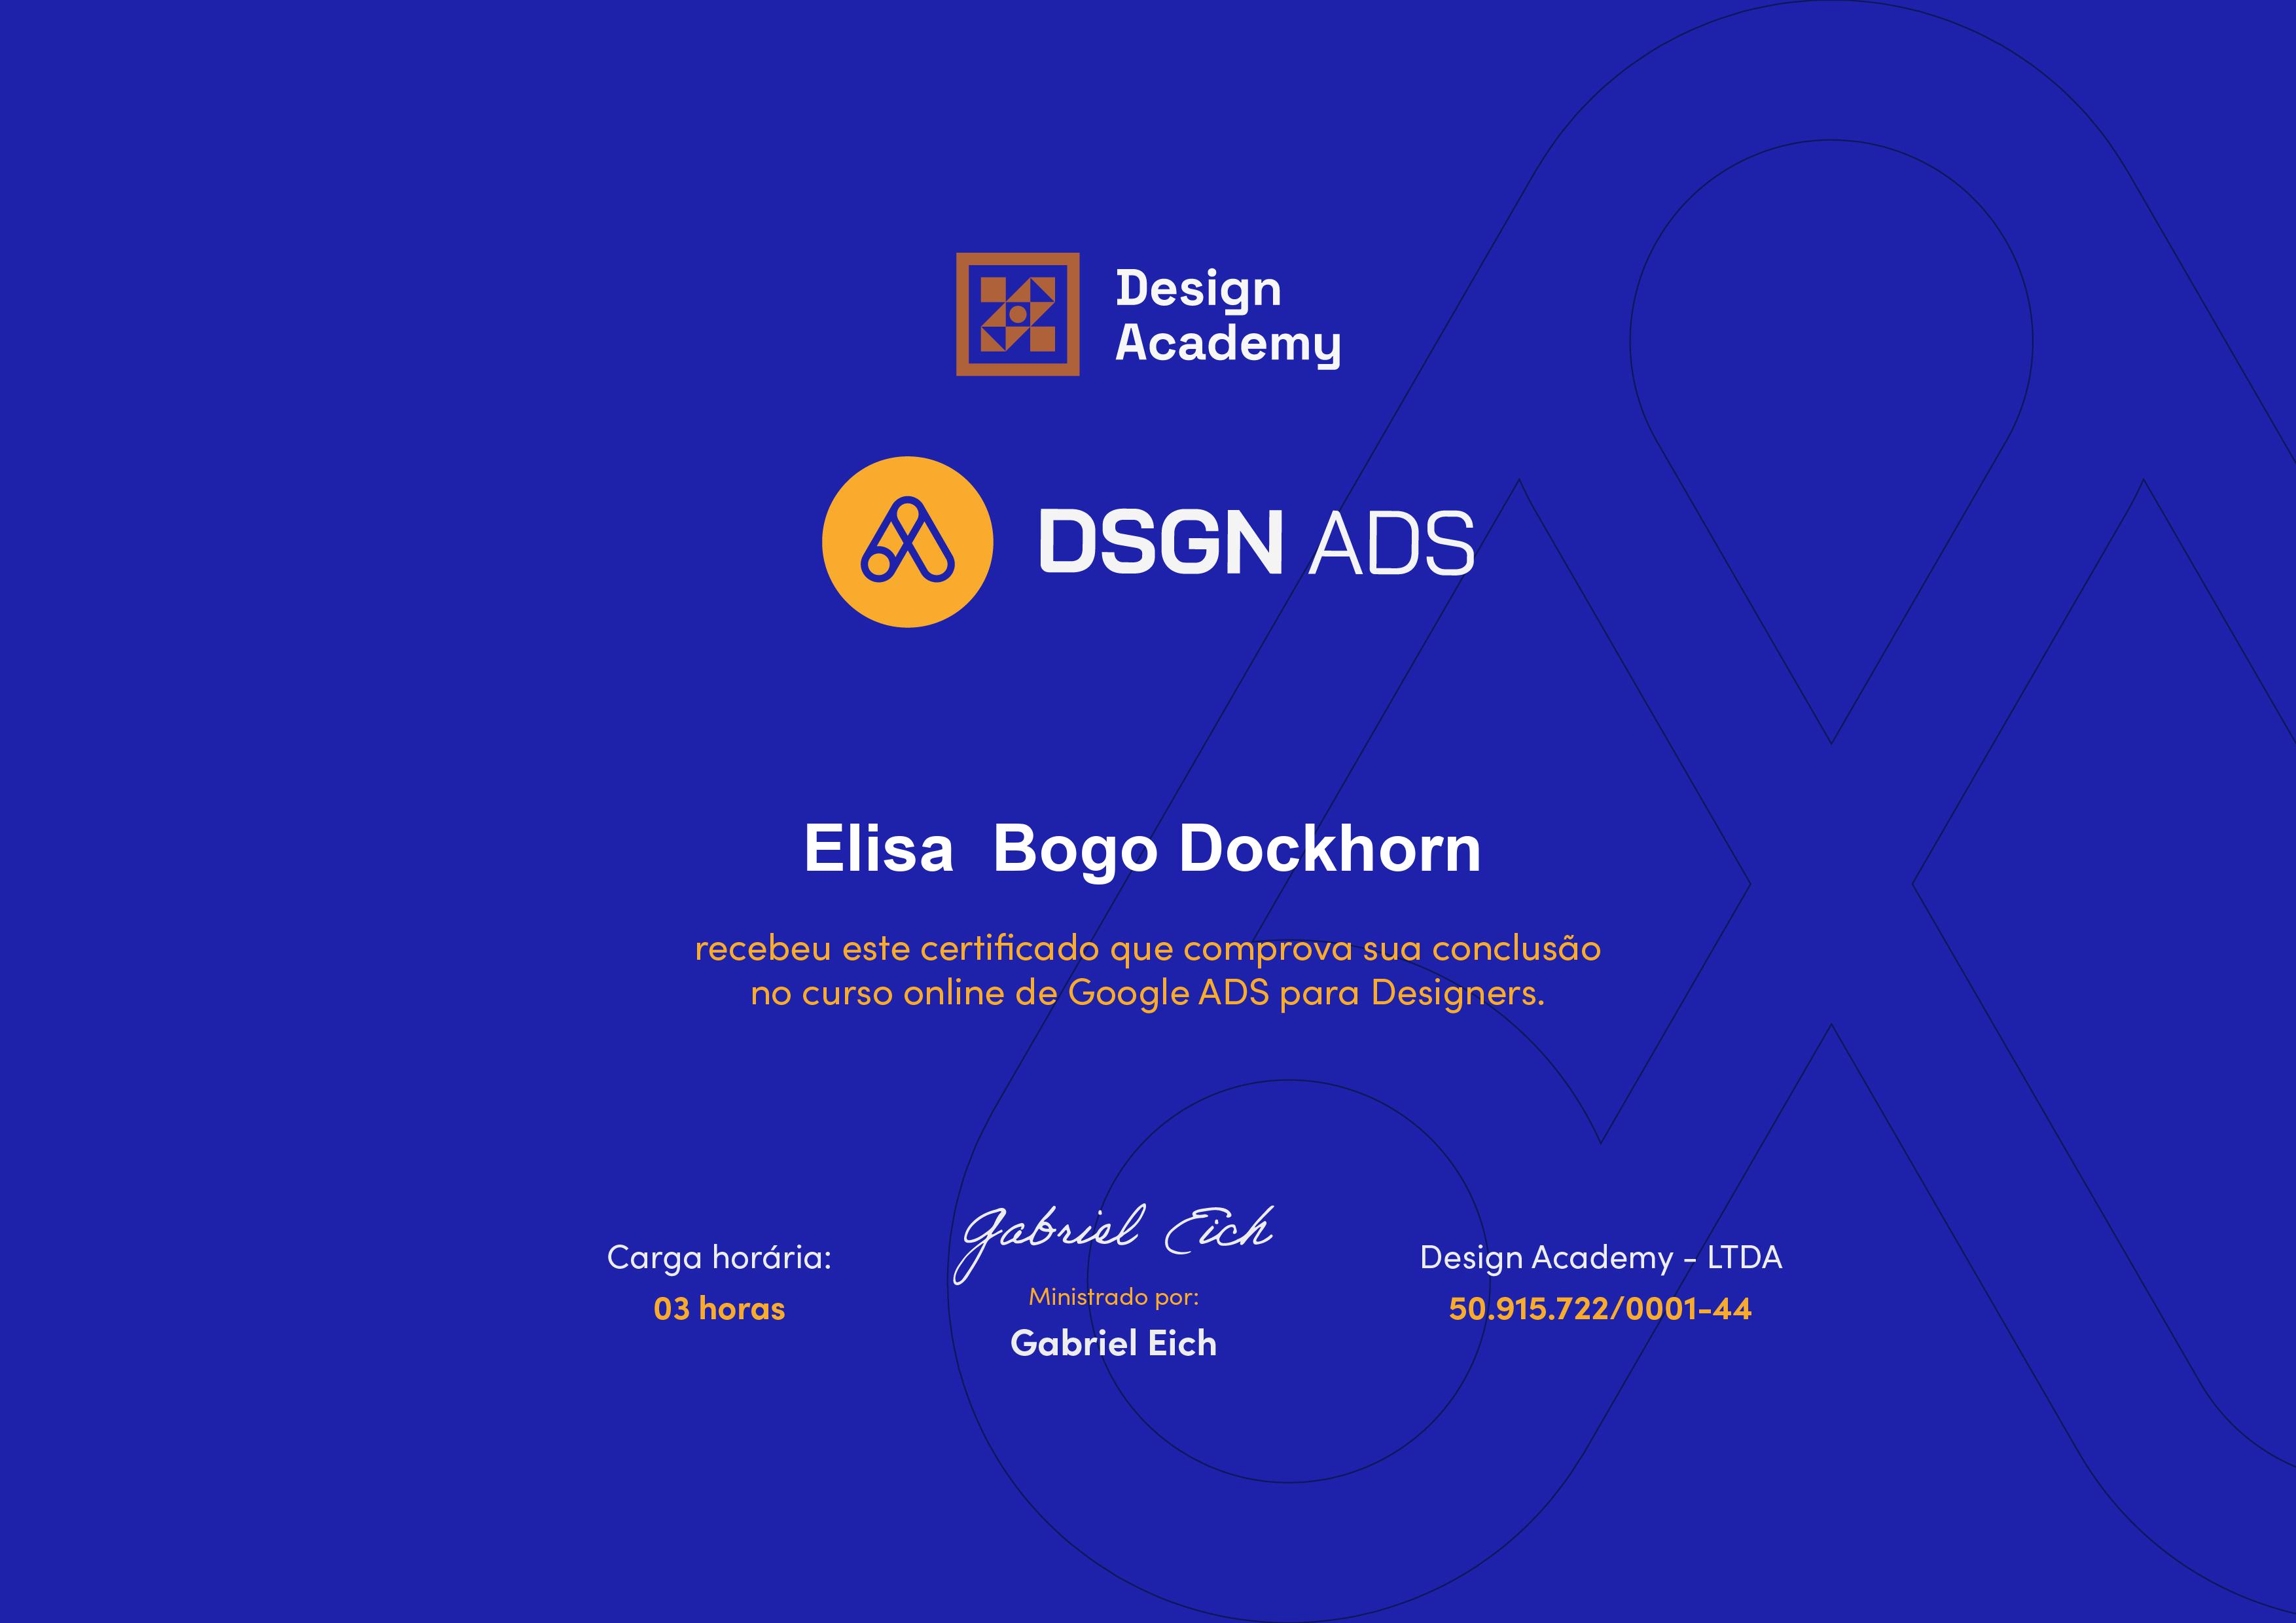 Design
Academy
DSGN ADS
Elisa  Bogo Dockhorn
recebeu este certificado que comprova sua conclusão
no curso online de Google ADS para Designers.
Gabriel Eich
Carga horária:
03 horas
Ministrado por:
Gabriel Eich
Design Academy - LTDA
50.915.722/0001-44